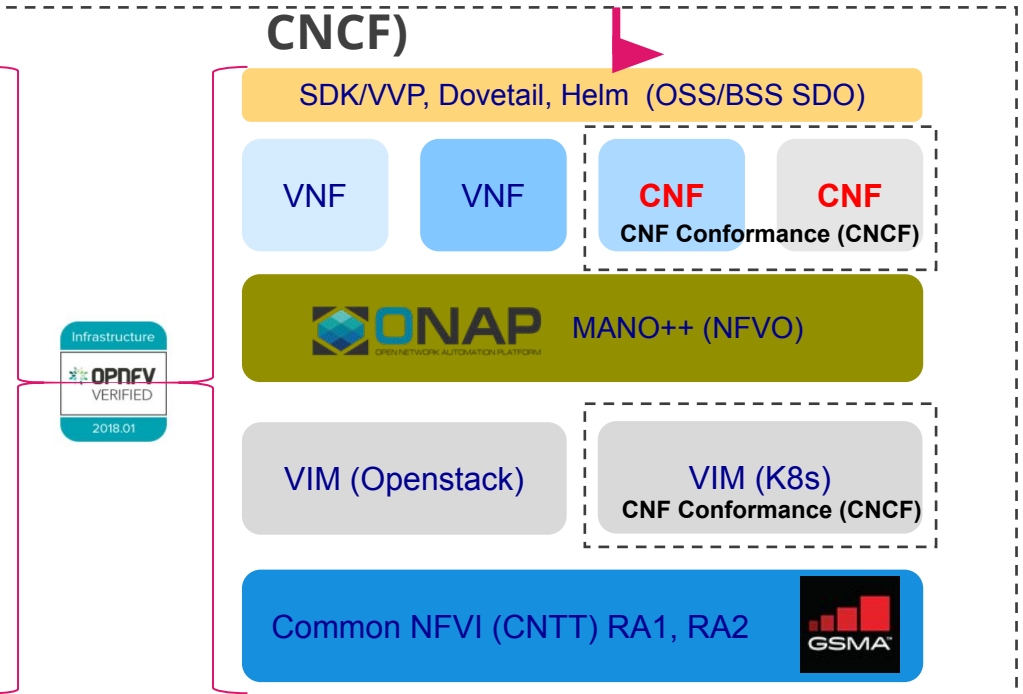 CNCF)
SDK/VVP, Dovetail, Helm (OSS/BSS SDO)
VNF
VNF
CNF
CNF
CNF Conformance (CNCF)
ONAP
OPEN NETWORK AUTOMATION PLATFORM
MANO++ (NFVO)
Infrastructure
OPNFV
VERIFIED
2018.01
VIM (Openstack)
VIM (K8s)
CNF Conformance (CNCF)
Common NFVI (CNTT) RA1, RA2
GSMA™